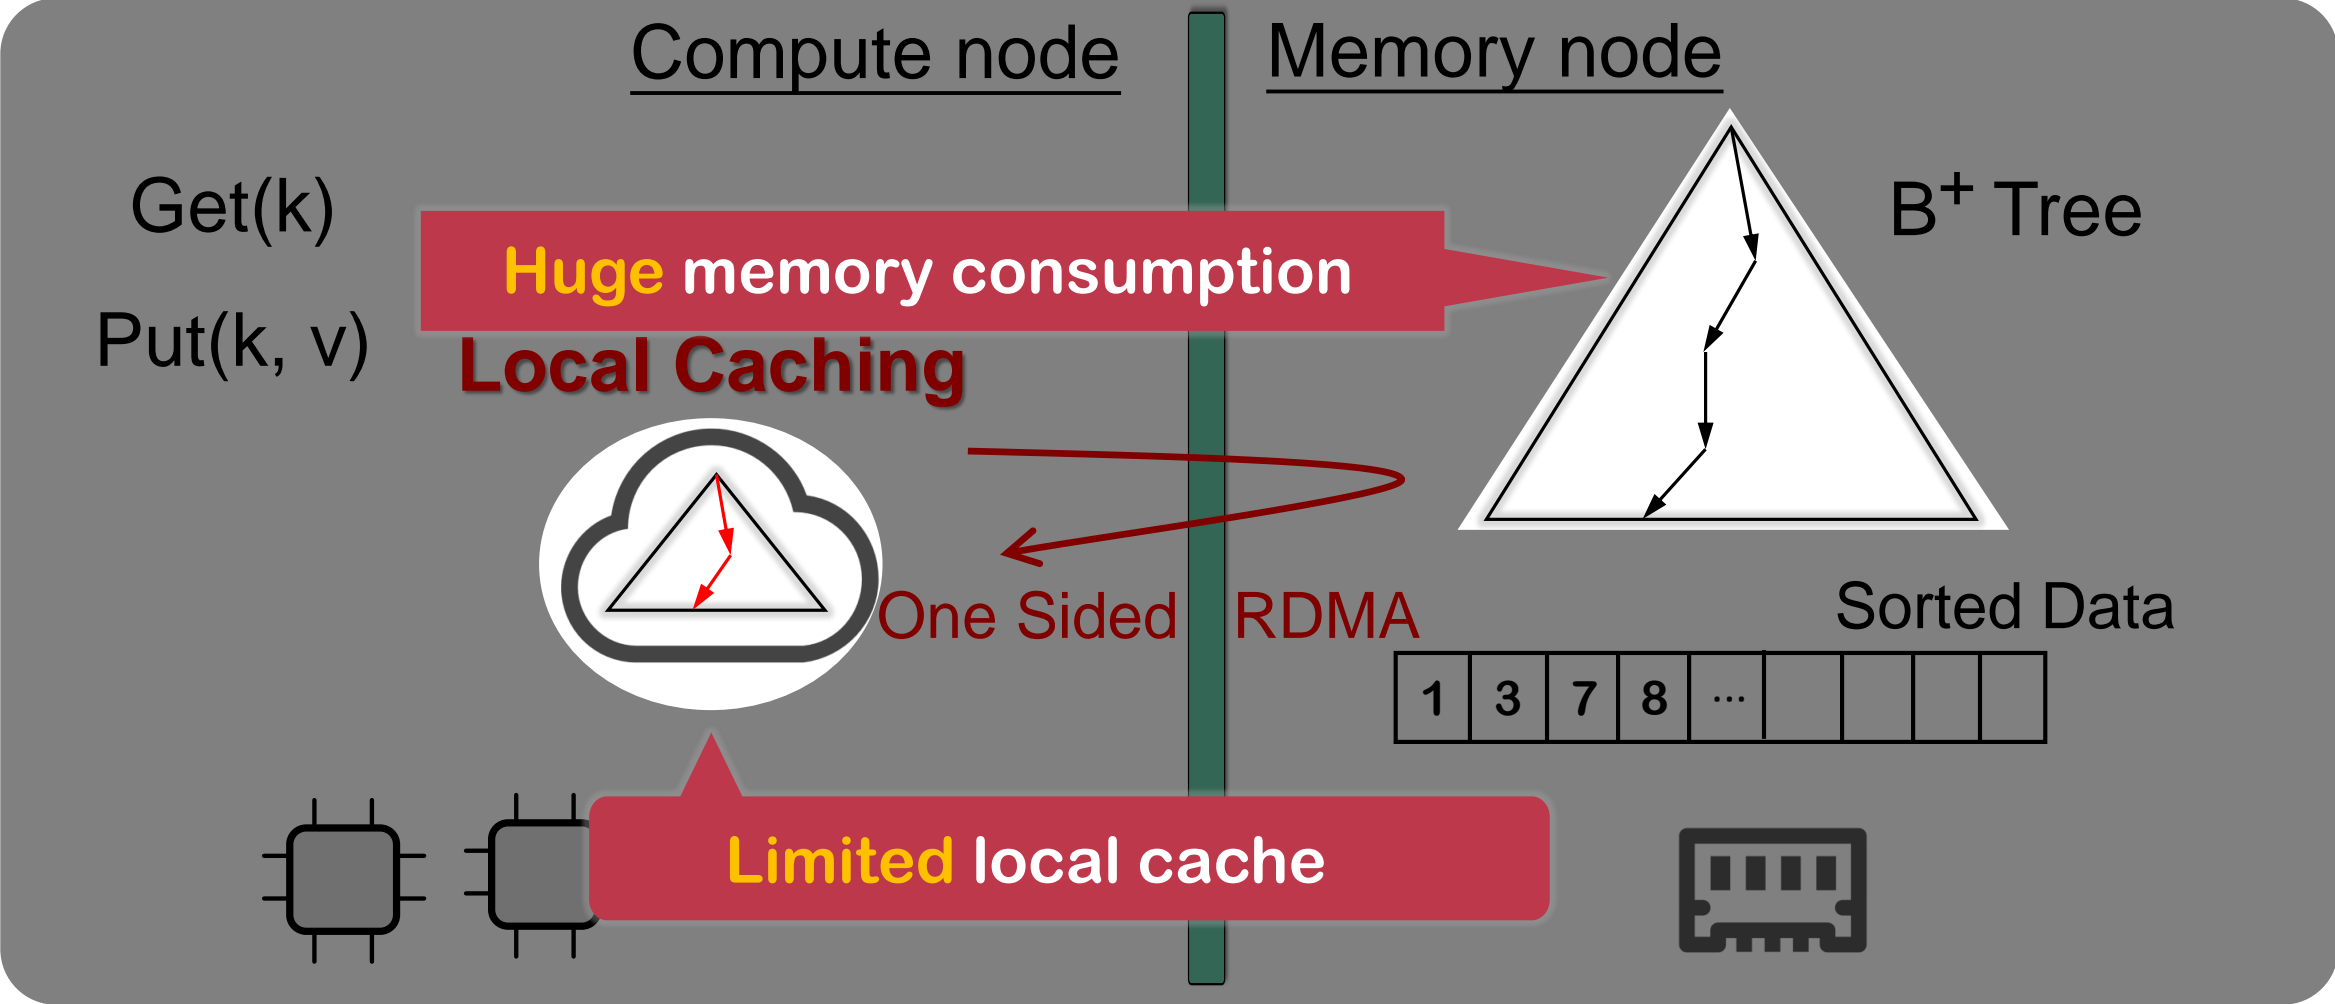 Compute node
Memory node
Get(k)
B⁺ Tree
Huge memory consumption
Put(k, v)
Local Caching
One Sided RDMA
Sorted Data
1 3 7 8 ...
Limited local cache